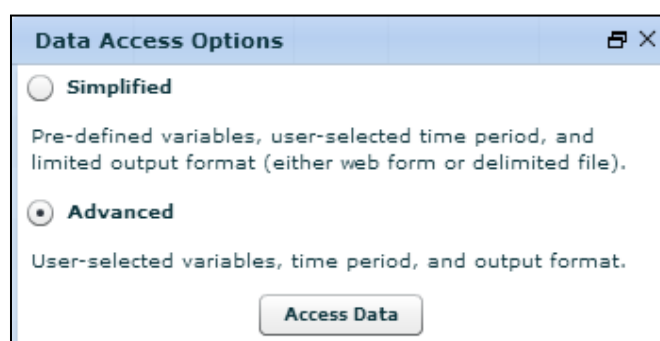 Data Access Options
Simplified
Pre-defined variables, user-selected time period, and
limited output format (either web form or delimited file).
Advanced
User-selected variables, time period, and output format.
Access Data